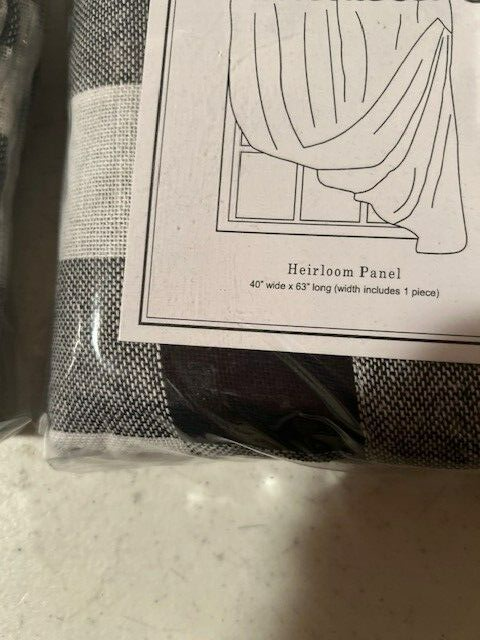 Heirloom Panel
40" wide x 63" long (width includes 1 piece)